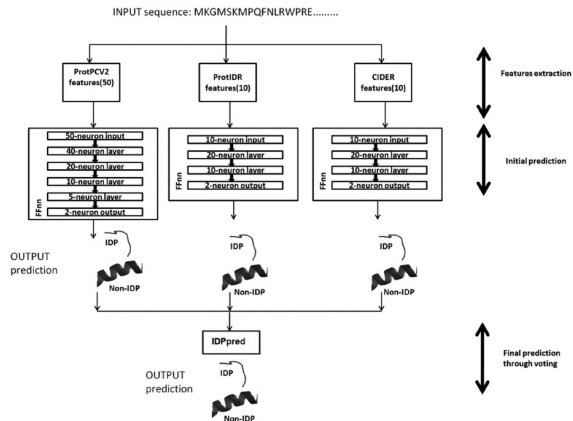 INPUT sequence: MKGMSKMPQFNLRWPRE.........
ProtPCV2
features(50)
ProtIDR
features(10)
CIDER
features(10)
Features extraction
50-neuron input
40-neuron layer
20-neuron layer
10-neuron layer
5-neuron layer
2-neuron output
FFnn
10-neuron input
20-neuron layer
10-neuron layer
2-neuron output
FFnn
10-neuron input
20-neuron layer
10-neuron layer
2-neuron output
FFnn
Initial prediction
OUTPUT
prediction
IDP
Non-IDP
IDP
Non-IDP
IDP
Non-IDP
IDPpred
OUTPUT
prediction
IDP
Non-IDP
Final prediction
through voting